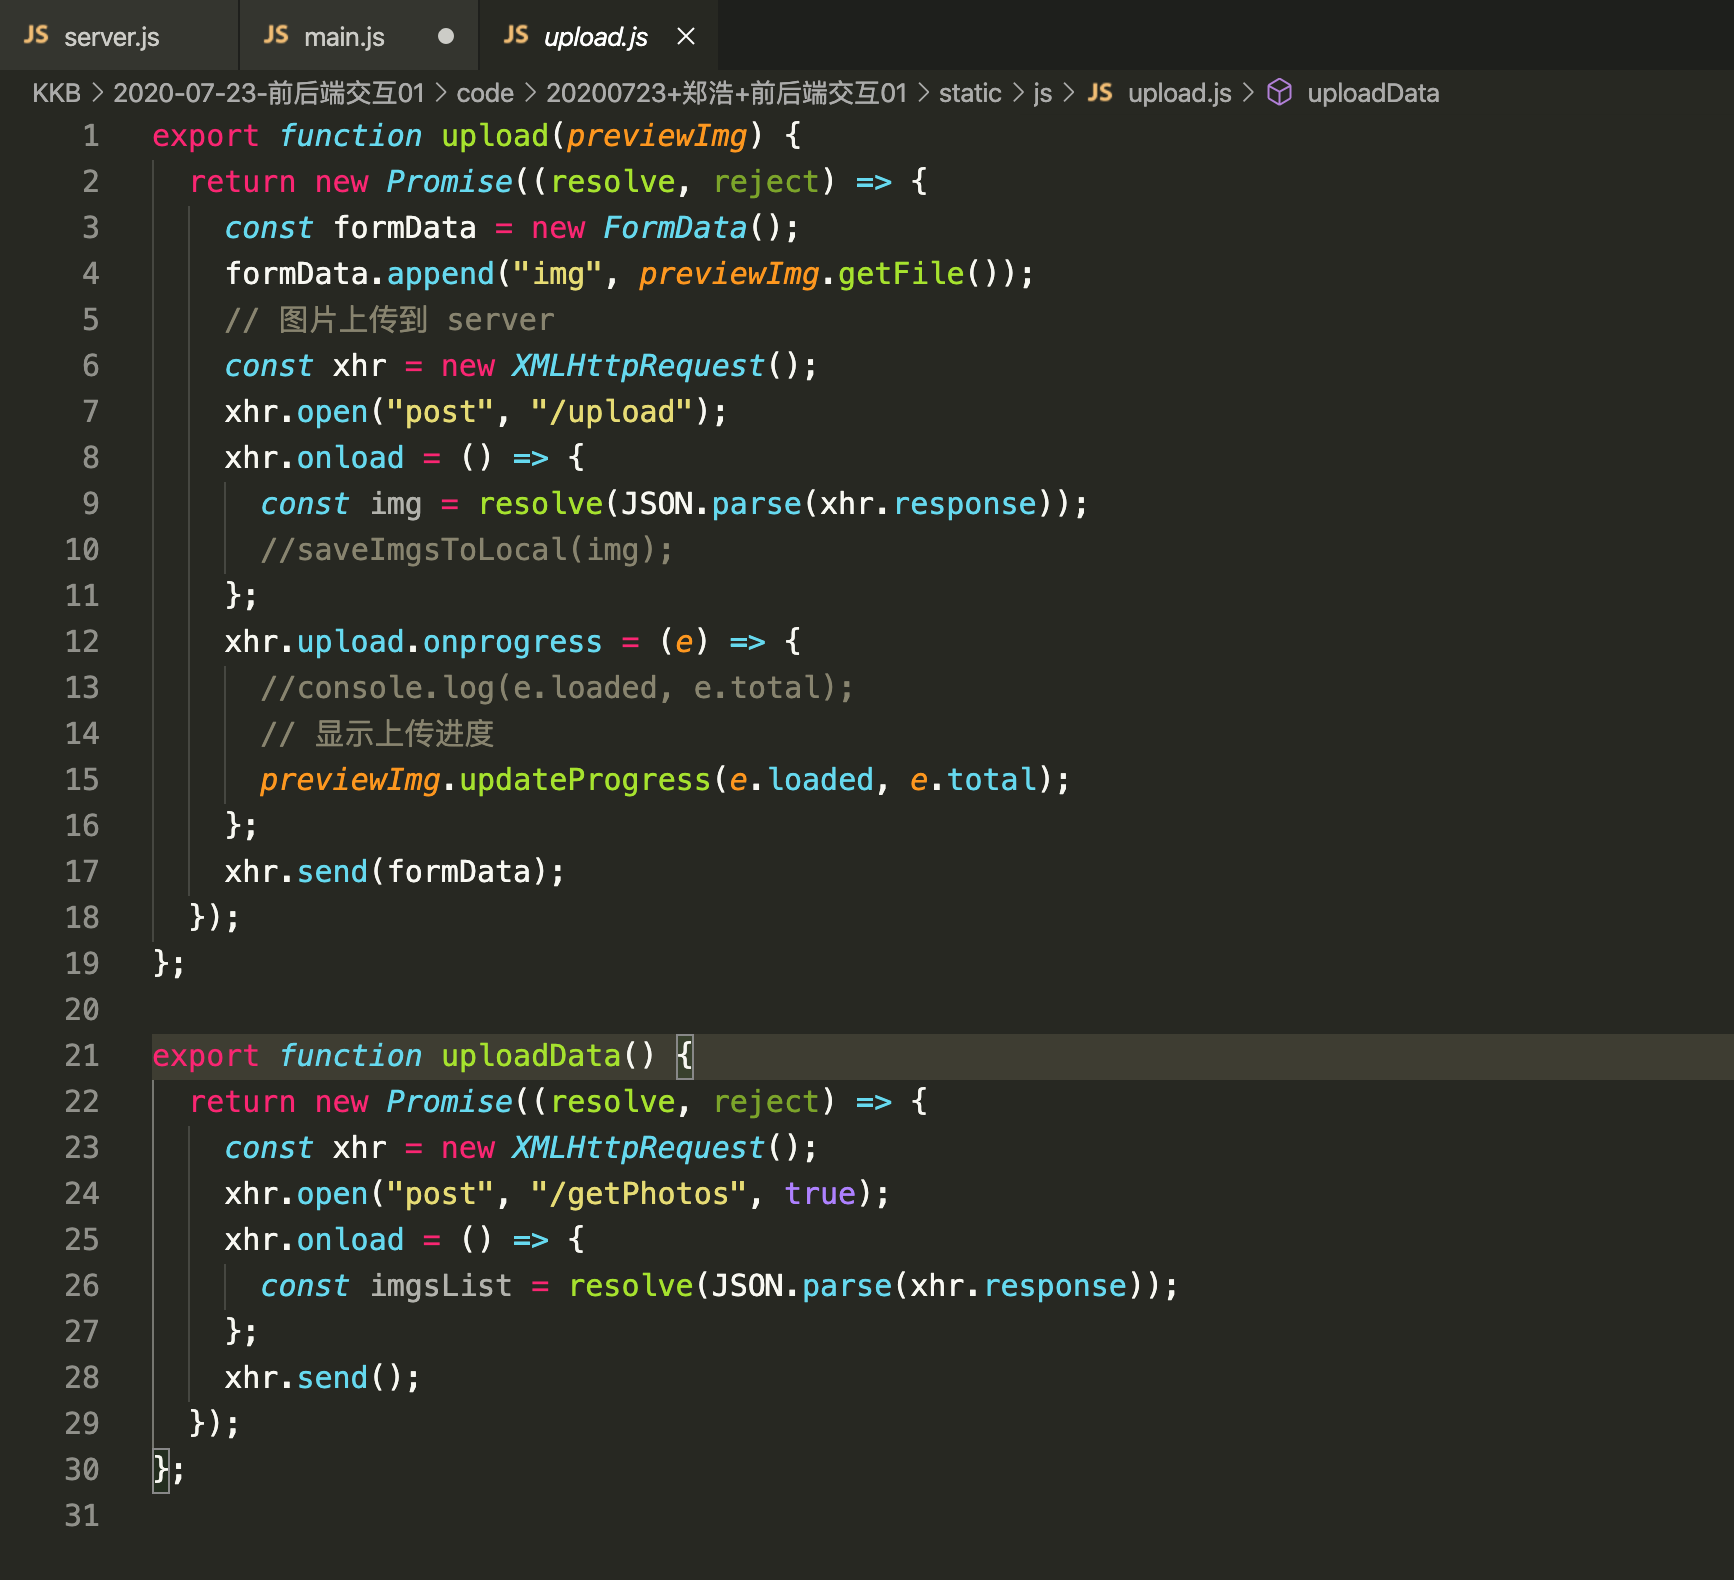 JS server.js JS main.js ● JS upload.js ×
KKB > 2020-07-23-前后端交互01 > code > 20200723+郑浩+前后端交互01 > static > js > JS upload.js > uploadData
1 export function upload(previewImg) {
2 return new Promise((resolve, reject) => {
3 const formData = new FormData();
4 formData.append("img", previewImg.getFile());
5 // 图片上传到 server
6 const xhr = new XMLHttpRequest();
7 xhr.open("post", "/upload");
8 xhr.onload = () => {
9 const img = resolve(JSON.parse(xhr.response));
10 //saveImgsToLocal(img);
11 };
12 xhr.upload.onprogress = (e) => {
13 //console.log(e.loaded, e.total);
14 // 显示上传进度
15 previewImg.updateProgress(e.loaded, e.total);
16 };
17 xhr.send(formData);
18 });
19 };
20
21 export function uploadData() {
22 return new Promise((resolve, reject) => {
23 const xhr = new XMLHttpRequest();
24 xhr.open("post", "/getPhotos", true);
25 xhr.onload = () => {
26 const imgsList = resolve(JSON.parse(xhr.response));
27 };
28 xhr.send();
29 });
30 };
31